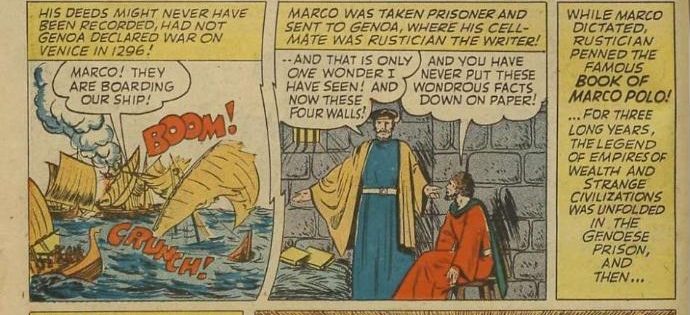 HIS DEEDS MIGHT NEVER HAVE
BEEN RECORDED, HAD NOT
GENOA DECLARED WAR ON
VENICE IN 1296!
MARCO! THEY
ARE BOARDING
OUR SHIP!
BOOM!
CRUNCH!
MARCO WAS TAKEN PRISONER AND
SENT TO GENOA, WHERE HIS CELL-
MATE WAS RUSTICIAN THE WRITER!
--AND THAT IS ONLY
ONE WONDER I
HAVE SEEN! AND
NOW THESE
FOUR WALLS!
AND YOU HAVE
NEVER PUT THESE
WONDROUS FACTS
DOWN ON PAPER!
WHILE MARCO
DICTATED,
RUSTICIAN
PENNED THE
FAMOUS
BOOK OF
MARCO POLO!
...FOR THREE
LONG YEARS,
THE LEGEND
OF EMPIRES OF
WEALTH AND
STRANGE
CIVILIZATIONS
WAS UNFOLDED
IN THE
GENOESE
PRISON,
AND
THEN...